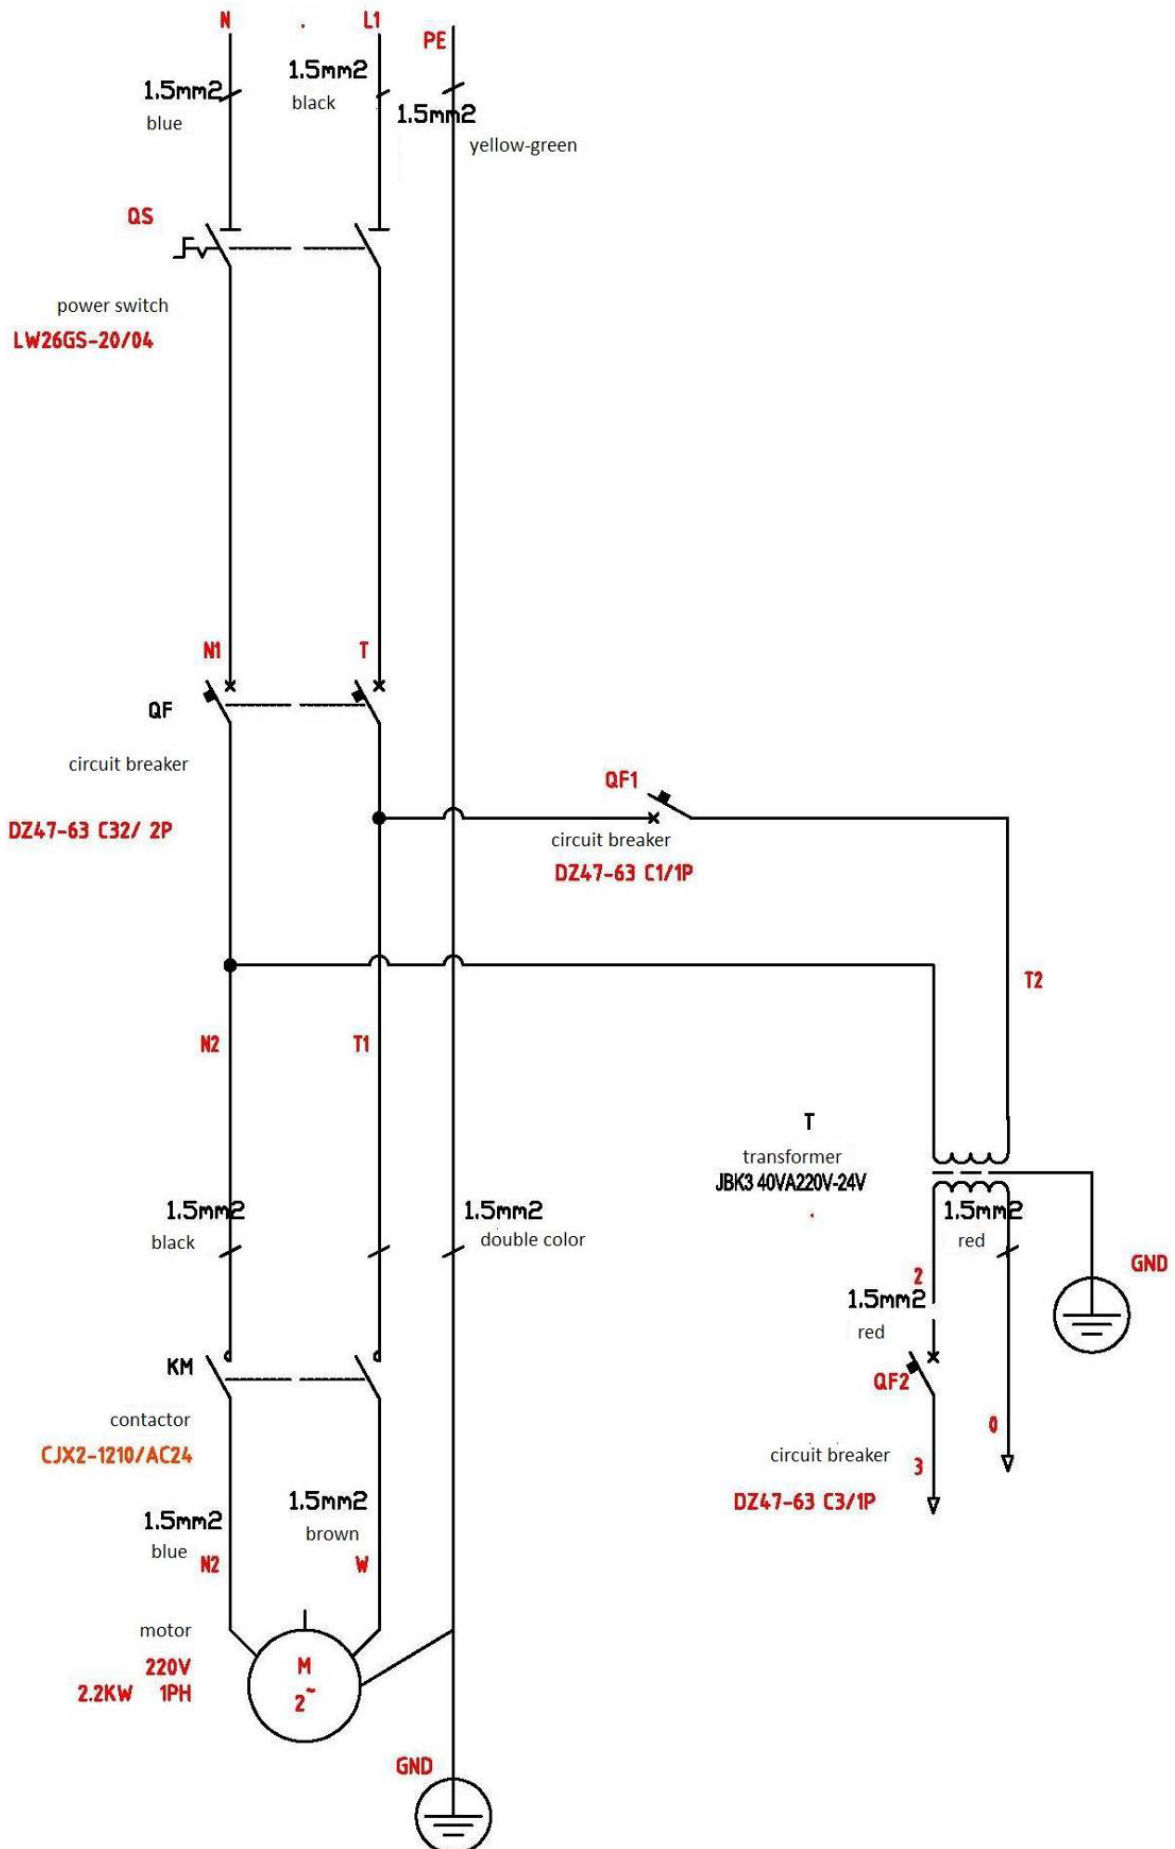 N
L1
PE
1.5mm2
black
1.5mm2
blue
1.5mm2
yellow-green
QS
power switch
LW26GS-20/04
N1
T
QF
circuit breaker
DZ47-63 C32/ 2P
QF1
circuit breaker
DZ47-63 C1/1P
T2
N2
T1
T
transformer
JBK3 40VA220V-24V
1.5mm2
black
1.5mm2
double color
1.5mm2
red
GND
2
1.5mm2
red
KM
QF2
contactor
CJX2-1210/AC24
0
circuit breaker
3
DZ47-63 C3/1P
1.5mm2
brown
1.5mm2
blue
N2
W
motor
220V
2.2KW 1PH
M
2~
GND